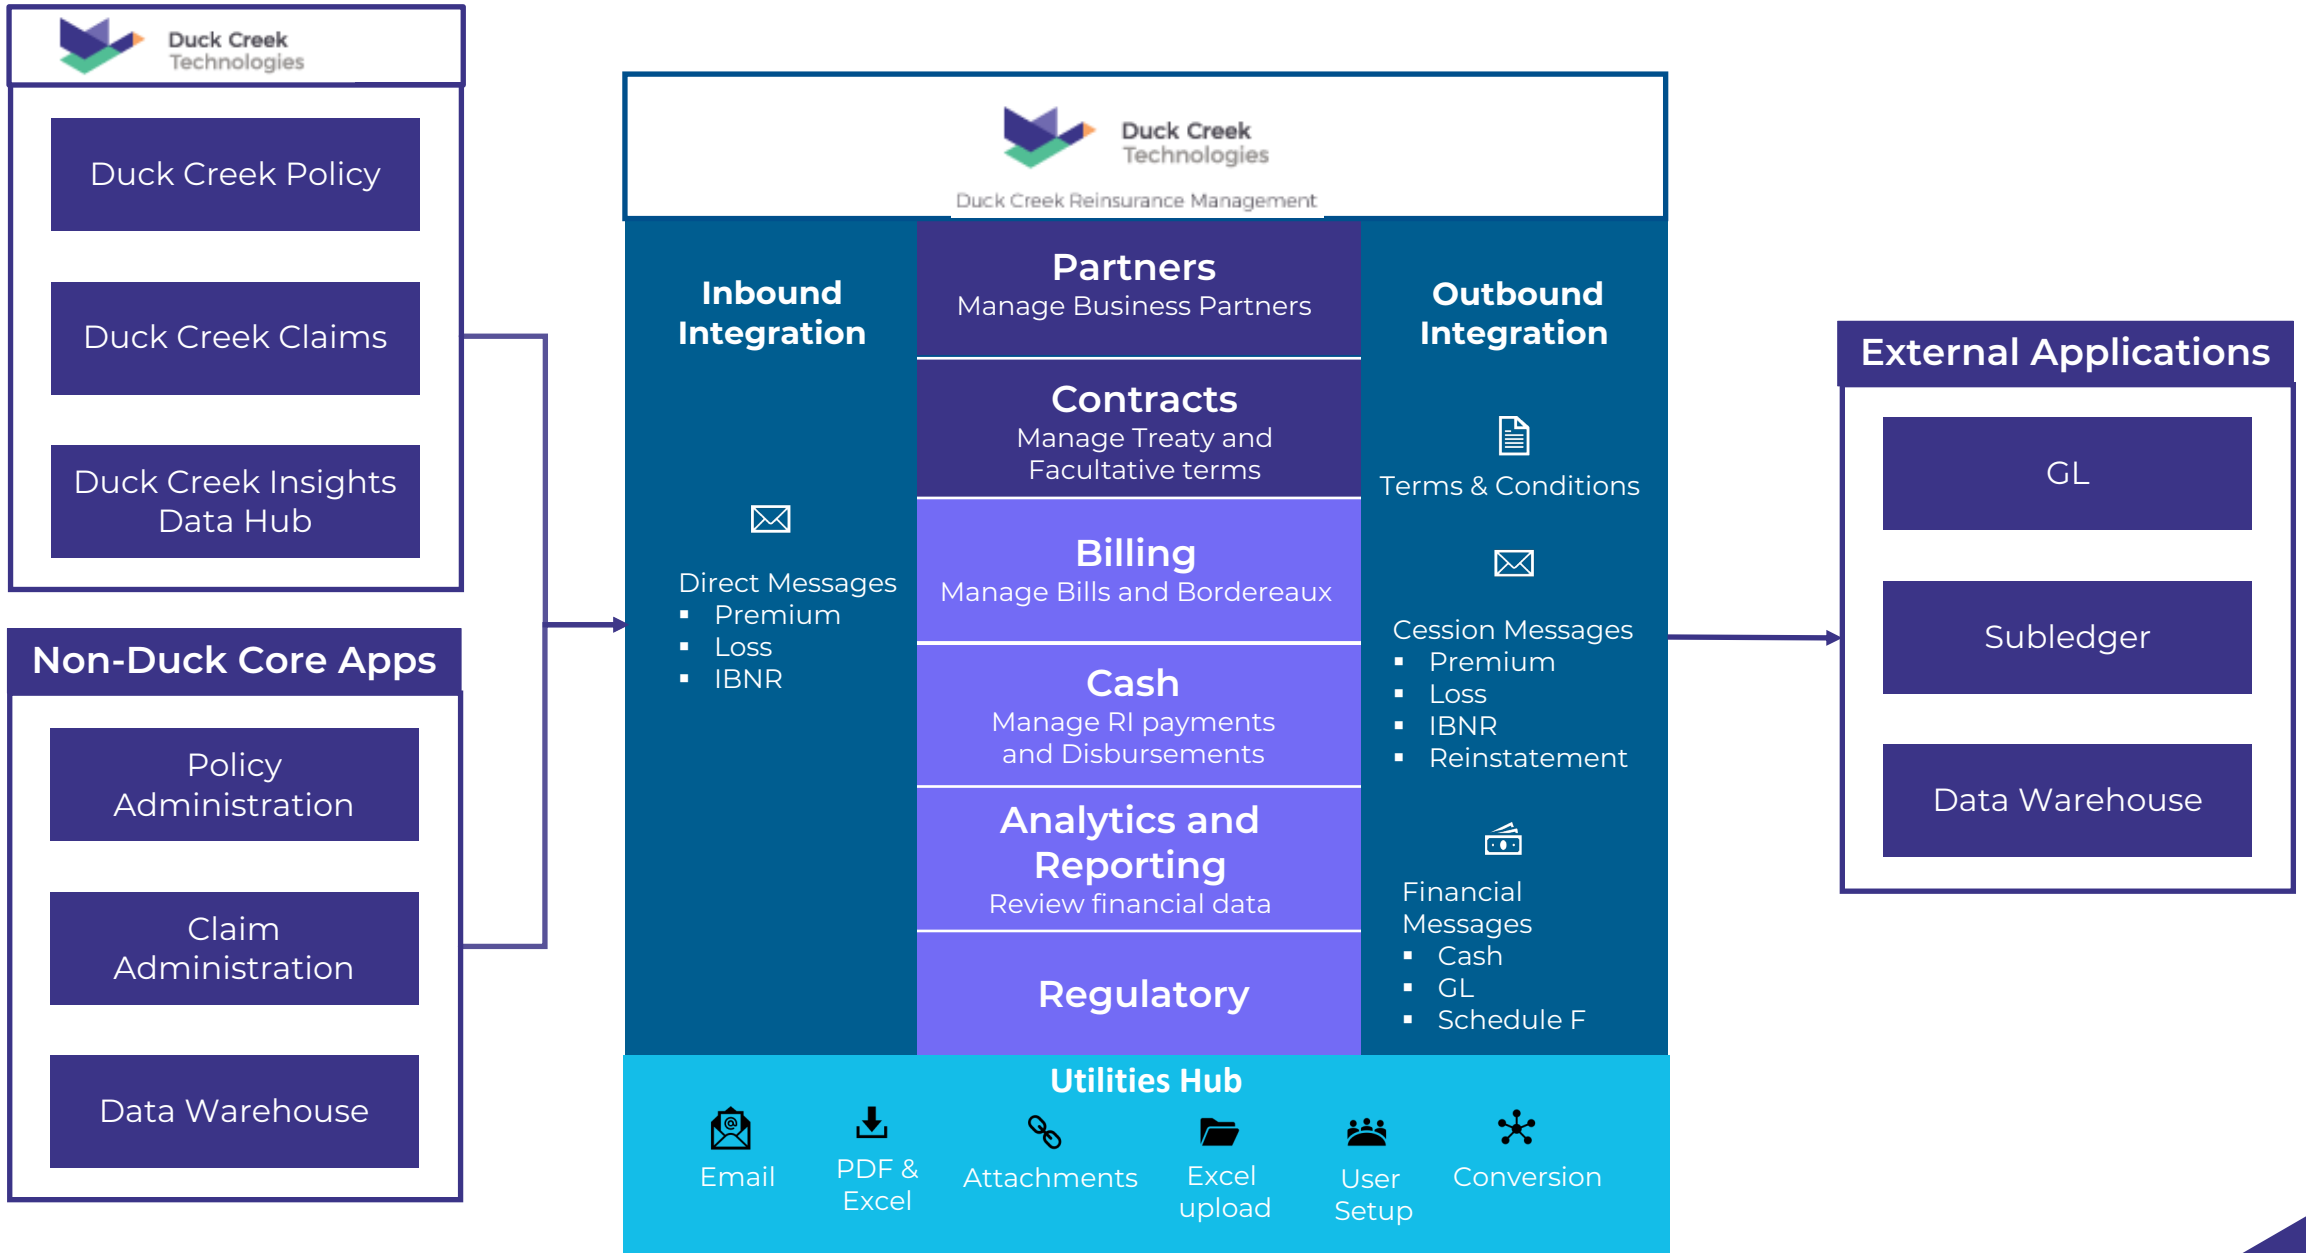 Duck Creek
Technologies
Duck Creek Policy
Duck Creek Claims
Duck Creek Insights
Data Hub
Non-Duck Core Apps
Policy
Administration
Claim
Administration
Data Warehouse
Duck Creek
Technologies
Duck Creek Reinsurance Management
Inbound
Integration
Direct Messages
▪ Premium
▪ Loss
▪ IBNR
Partners
Manage Business Partners
Contracts
Manage Treaty and
Facultative terms
Billing
Manage Bills and Bordereaux
Cash
Manage RI payments
and Disbursements
Analytics and
Reporting
Review financial data
Regulatory
Outbound
Integration
Terms & Conditions
Cession Messages
▪ Premium
▪ Loss
▪ IBNR
▪ Reinstatement
Financial
Messages
▪ Cash
▪ GL
▪ Schedule F
Utilities Hub
Email
PDF &
Excel
Attachments
Excel
upload
User
Setup
Conversion
External Applications
GL
Subledger
Data Warehouse